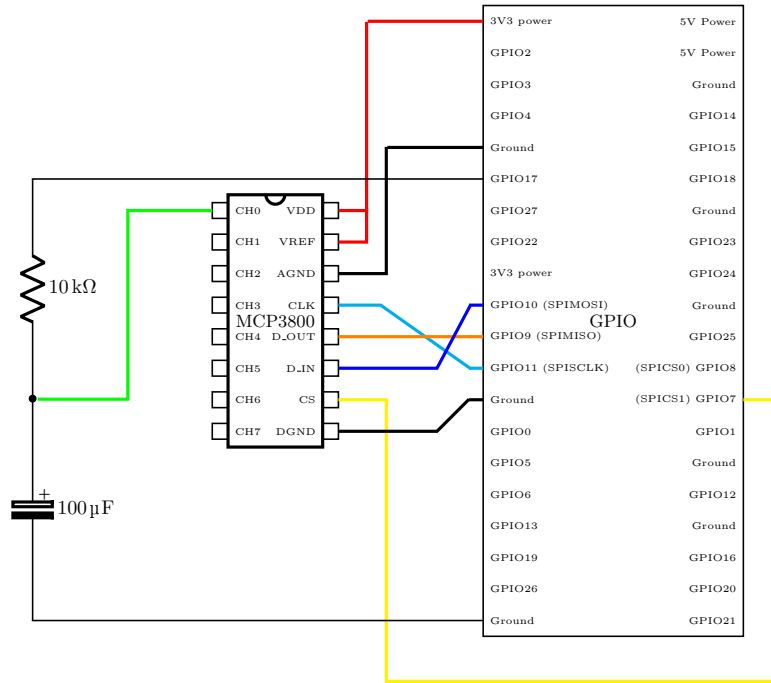 3V3 power 5V Power
GPIO2 5V Power
GPIO3 Ground
GPIO4 GPIO14
Ground GPIO15
GPIO17 GPIO18
GPIO27 Ground
GPIO22 GPIO23
3V3 power GPIO24
GPIO10 (SPIMOSI) Ground
GPIO
GPIO9 (SPIMISO) GPIO25
GPIO11 (SPISCLK) (SPICS0) GPIO8
Ground (SPICS1) GPIO7
GPIO0 GPIO1
GPIO5 Ground
GPIO6 GPIO12
GPIO13 Ground
GPIO19 GPIO16
GPIO26 GPIO20
Ground GPIO21
CH0 VDD
CH1 VREF
CH2 AGND
CH3 CLK
MCP3800
CH4 D_OUT
CH5 D_IN
CH6 CS
CH7 DGND
10 kΩ
+
100 µF